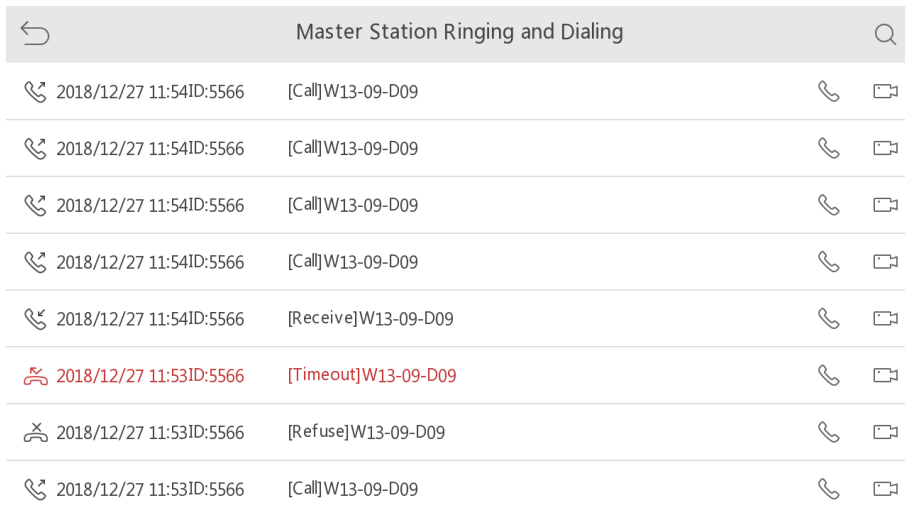 Master Station Ringing and Dialing
2018/12/27 11:54ID:5566 [Call]W13-09-D09
2018/12/27 11:54ID:5566 [Call]W13-09-D09
2018/12/27 11:54ID:5566 [Call]W13-09-D09
2018/12/27 11:54ID:5566 [Call]W13-09-D09
2018/12/27 11:54ID:5566 [Receive]W13-09-D09
2018/12/27 11:53ID:5566 [Timeout]W13-09-D09
2018/12/27 11:53ID:5566 [Refuse]W13-09-D09
2018/12/27 11:53ID:5566 [Call]W13-09-D09